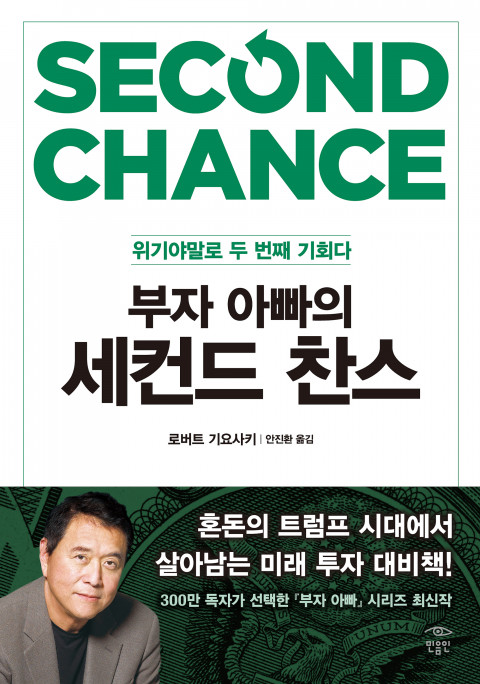 SECOND
CHANCE
위기야말로 두 번째 기회다
부자 아빠의
세컨드 찬스
로버트 기요사키 | 안진환 옮김
혼돈의 트럼프 시대에서
살아남는 미래 투자 대비책!
300만 독자가 선택한 『부자 아빠』 시리즈 최신작
UNUM
민음인